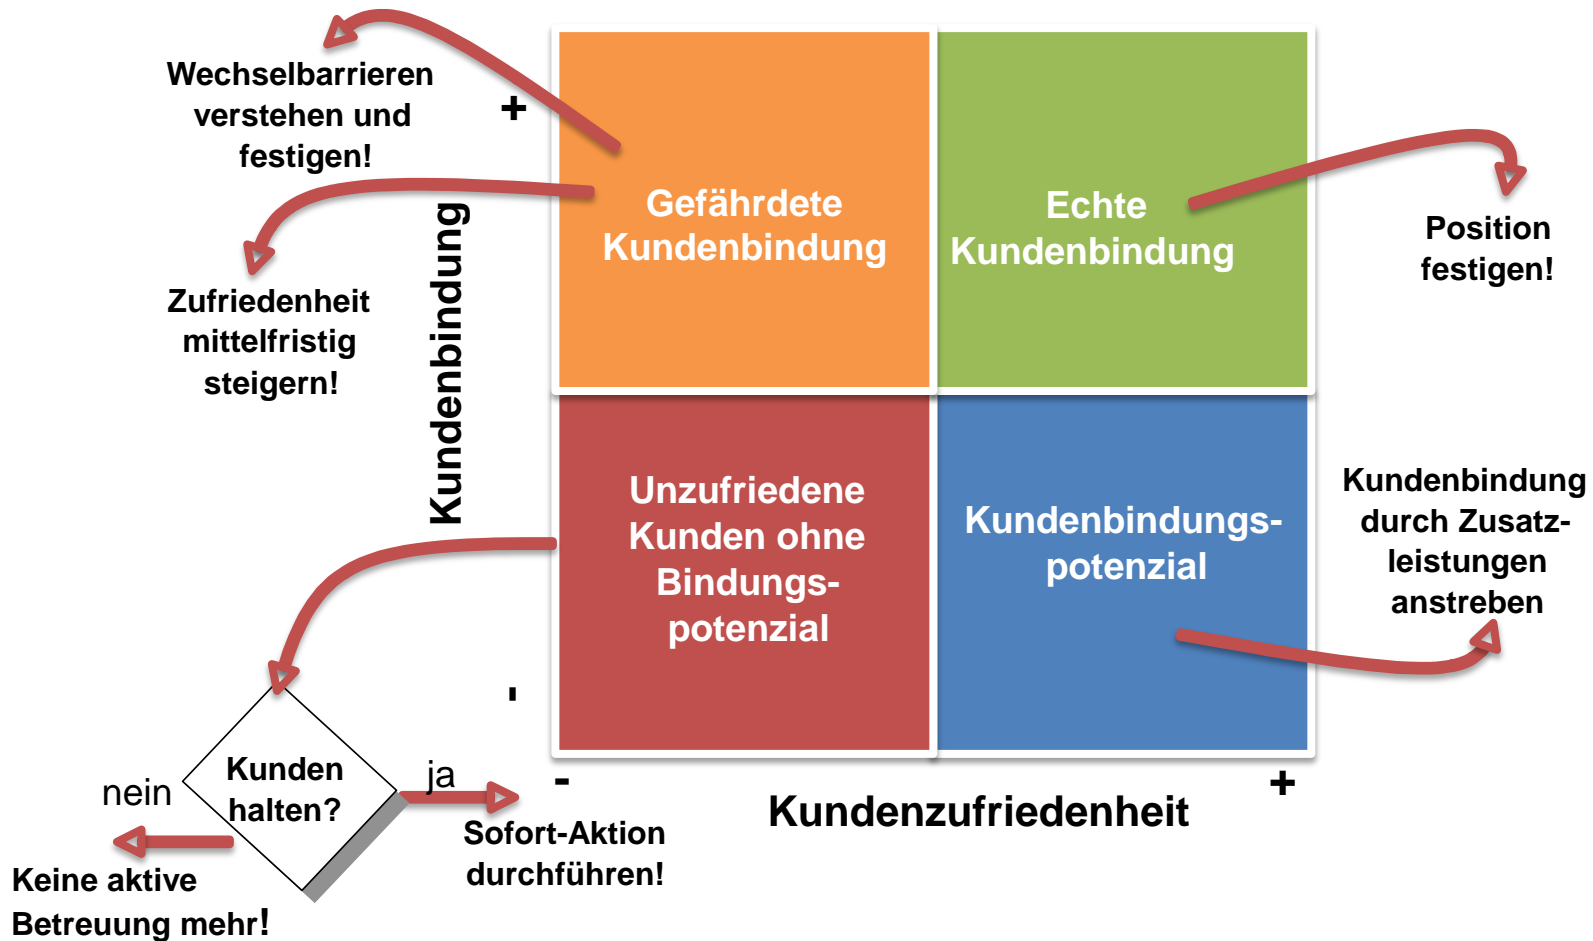 Wechselbarrieren
verstehen und
festigen!
+
Gefährdete
Kundenbindung
Echte
Kundenbindung
Position
festigen!
Zufriedenheit
mittelfristig
steigern!
Kundenbindung
Unzufriedene
Kunden ohne
Bindungs-
potenzial
Kundenbindungs-
potenzial
Kundenbindung
durch Zusatz-
leistungen
anstreben
-
-
+
Kundenzufriedenheit
Kunden
halten?
nein
ja
Sofort-Aktion
durchführen!
Keine aktive
Betreuung mehr!